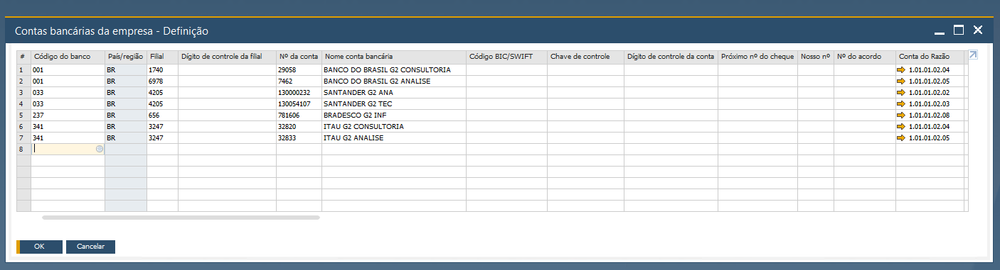 Contas bancárias da empresa - Definição
# Código do banco País/região Filial Dígito de controle da filial Nº da conta Nome conta bancária Código BIC/SWIFT Chave de controle Dígito de controle da conta Próximo nº do cheque Nosso nº Nº do acordo Conta do Razão
1 001 BR 1740 29058 BANCO DO BRASIL G2 CONSULTORIA 1.01.01.02.04
2 001 BR 6978 7462 BANCO DO BRASIL G2 ANALISE 1.01.01.02.05
3 033 BR 4205 130000232 SANTANDER G2 ANA 1.01.01.02.02
4 033 BR 4205 130054107 SANTANDER G2 TEC 1.01.01.02.03
5 237 BR 656 781606 BRADESCO G2 INF 1.01.01.02.08
6 341 BR 3247 32820 ITAU G2 CONSULTORIA 1.01.01.02.04
7 341 BR 3247 32833 ITAU G2 ANALISE 1.01.01.02.05
8
OK Cancelar